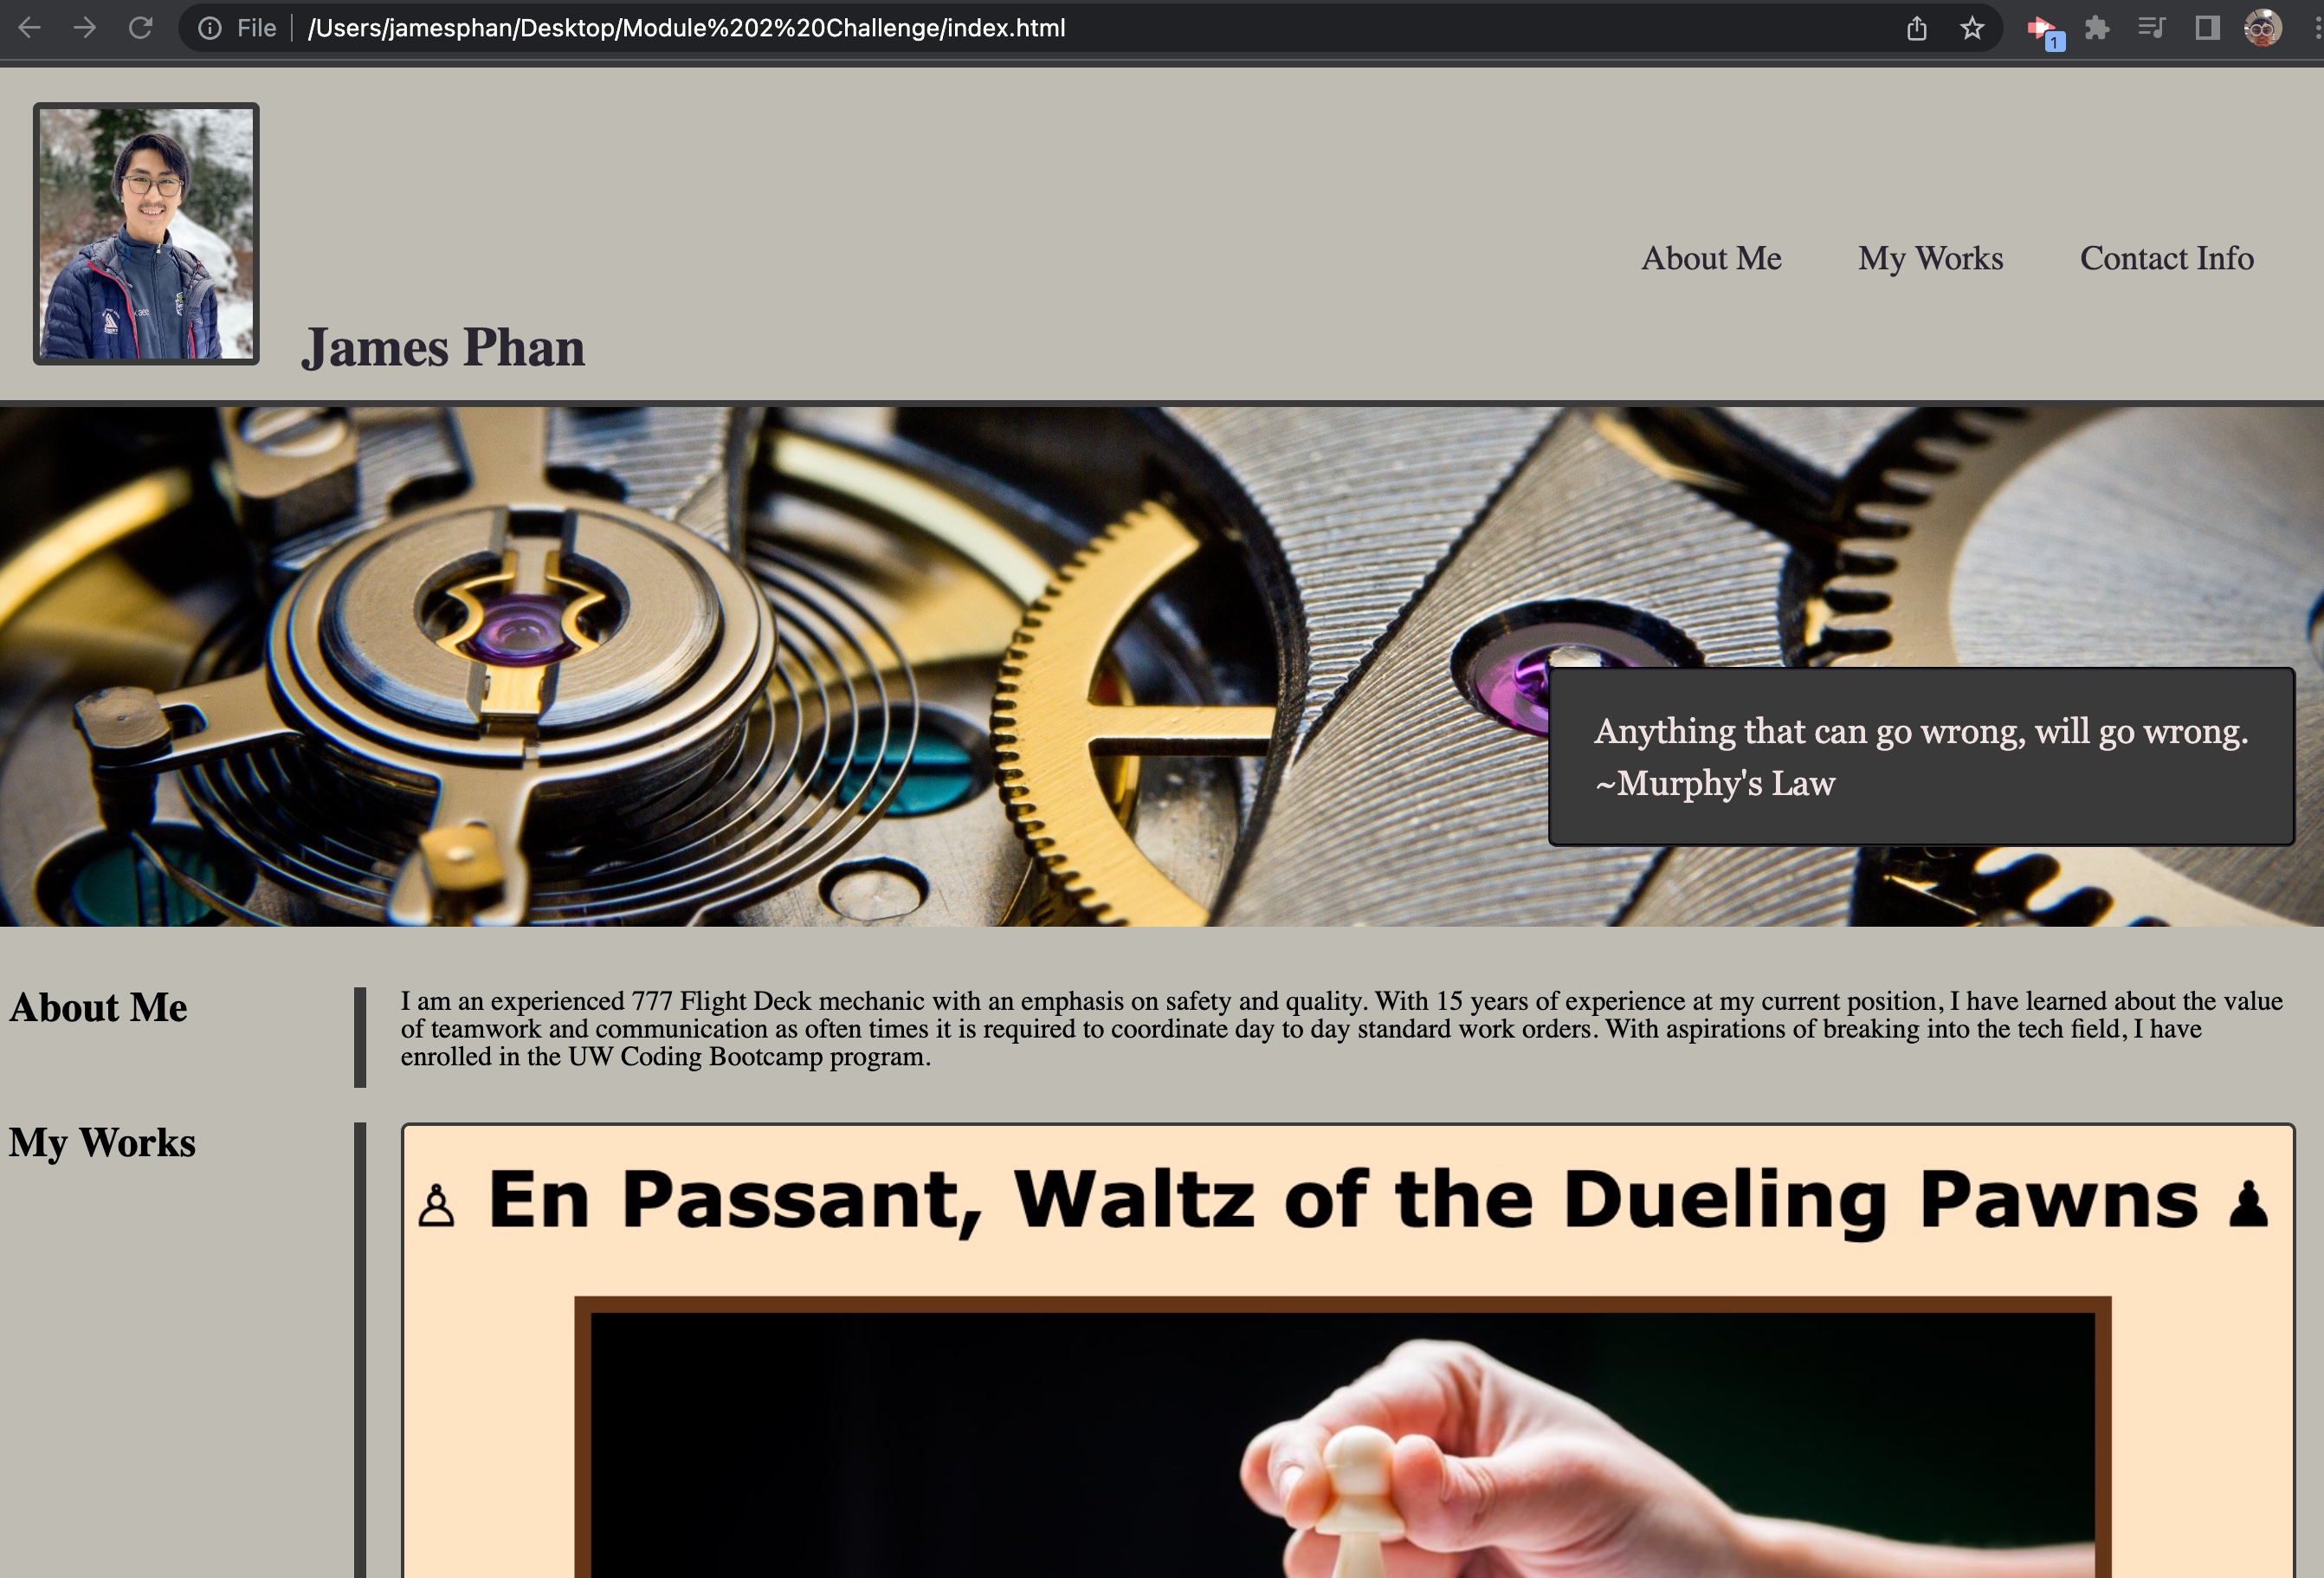 File | /Users/jamesphan/Desktop/Module%202%20Challenge/index.html
1
About Me
My Works
Contact Info
James Phan
Anything that can go wrong, will go wrong.
~Murphy's Law
About Me
I am an experienced 777 Flight Deck mechanic with an emphasis on safety and quality. With 15 years of experience at my current position, I have learned about the value
of teamwork and communication as often times it is required to coordinate day to day standard work orders. With aspirations of breaking into the tech field, I have
enrolled in the UW Coding Bootcamp program.
My Works
♙ En Passant, Waltz of the Dueling Pawns ♟